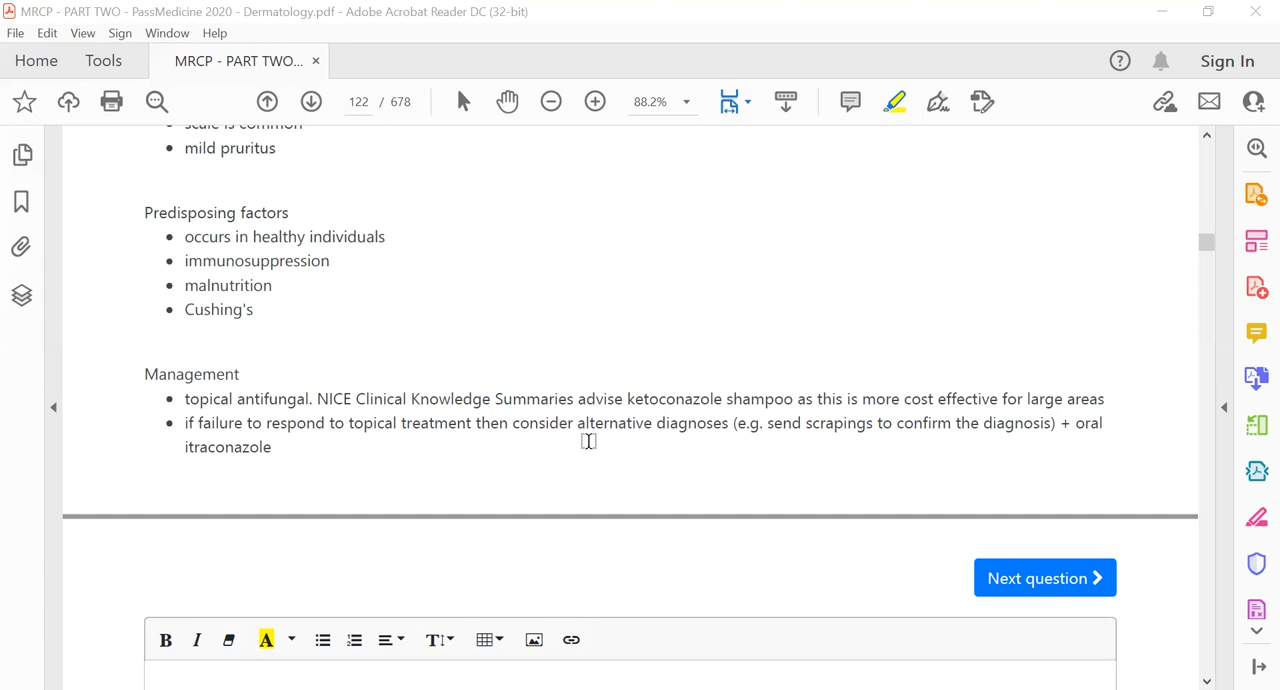 MRCP - PART TWO - PassMedicine 2020 - Dermatology.pdf - Adobe Acrobat Reader DC (32-bit)
File Edit View Sign Window Help
Home Tools MRCP - PART TWO... × Sign In
122 / 678 88.2%
scale is common
• mild pruritus
Predisposing factors
• occurs in healthy individuals
• immunosuppression
• malnutrition
• Cushing's
Management
• topical antifungal. NICE Clinical Knowledge Summaries advise ketoconazole shampoo as this is more cost effective for large areas
• if failure to respond to topical treatment then consider alternative diagnoses (e.g. send scrapings to confirm the diagnosis) + oral
itraconazole
Next question
B I A T